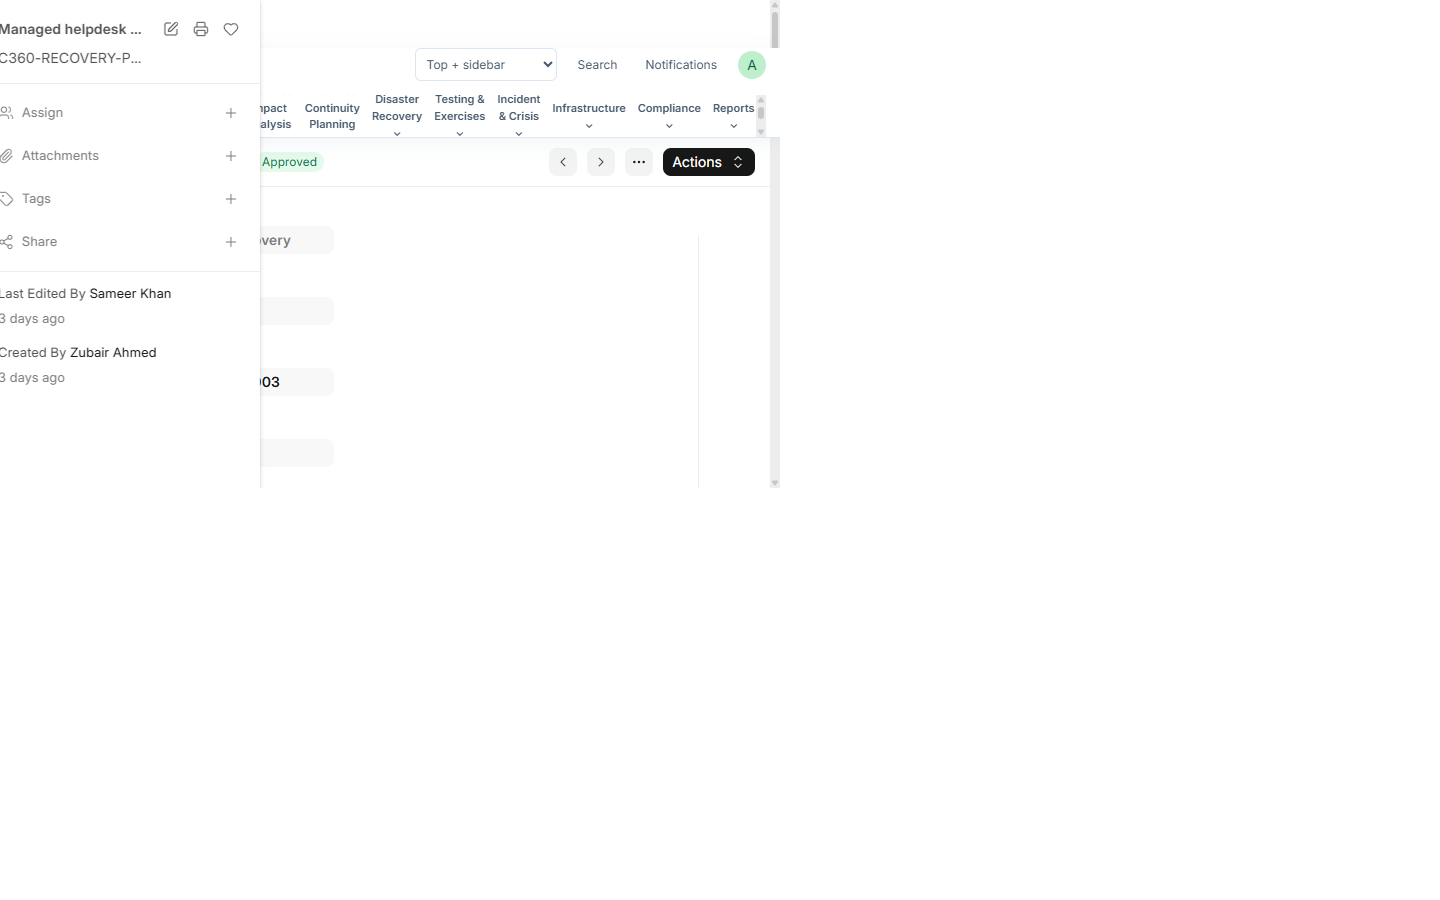 Managed helpdesk ...
C360-RECOVERY-P...
Assign
Attachments
Tags
Share
Last Edited By Sameer Khan
3 days ago
Created By Zubair Ahmed
3 days ago
Top + sidebar
Search
Notifications
A
Continuity Planning
Disaster Recovery
Testing & Exercises
Incident & Crisis
Infrastructure
Compliance
Reports
Approved
Actions